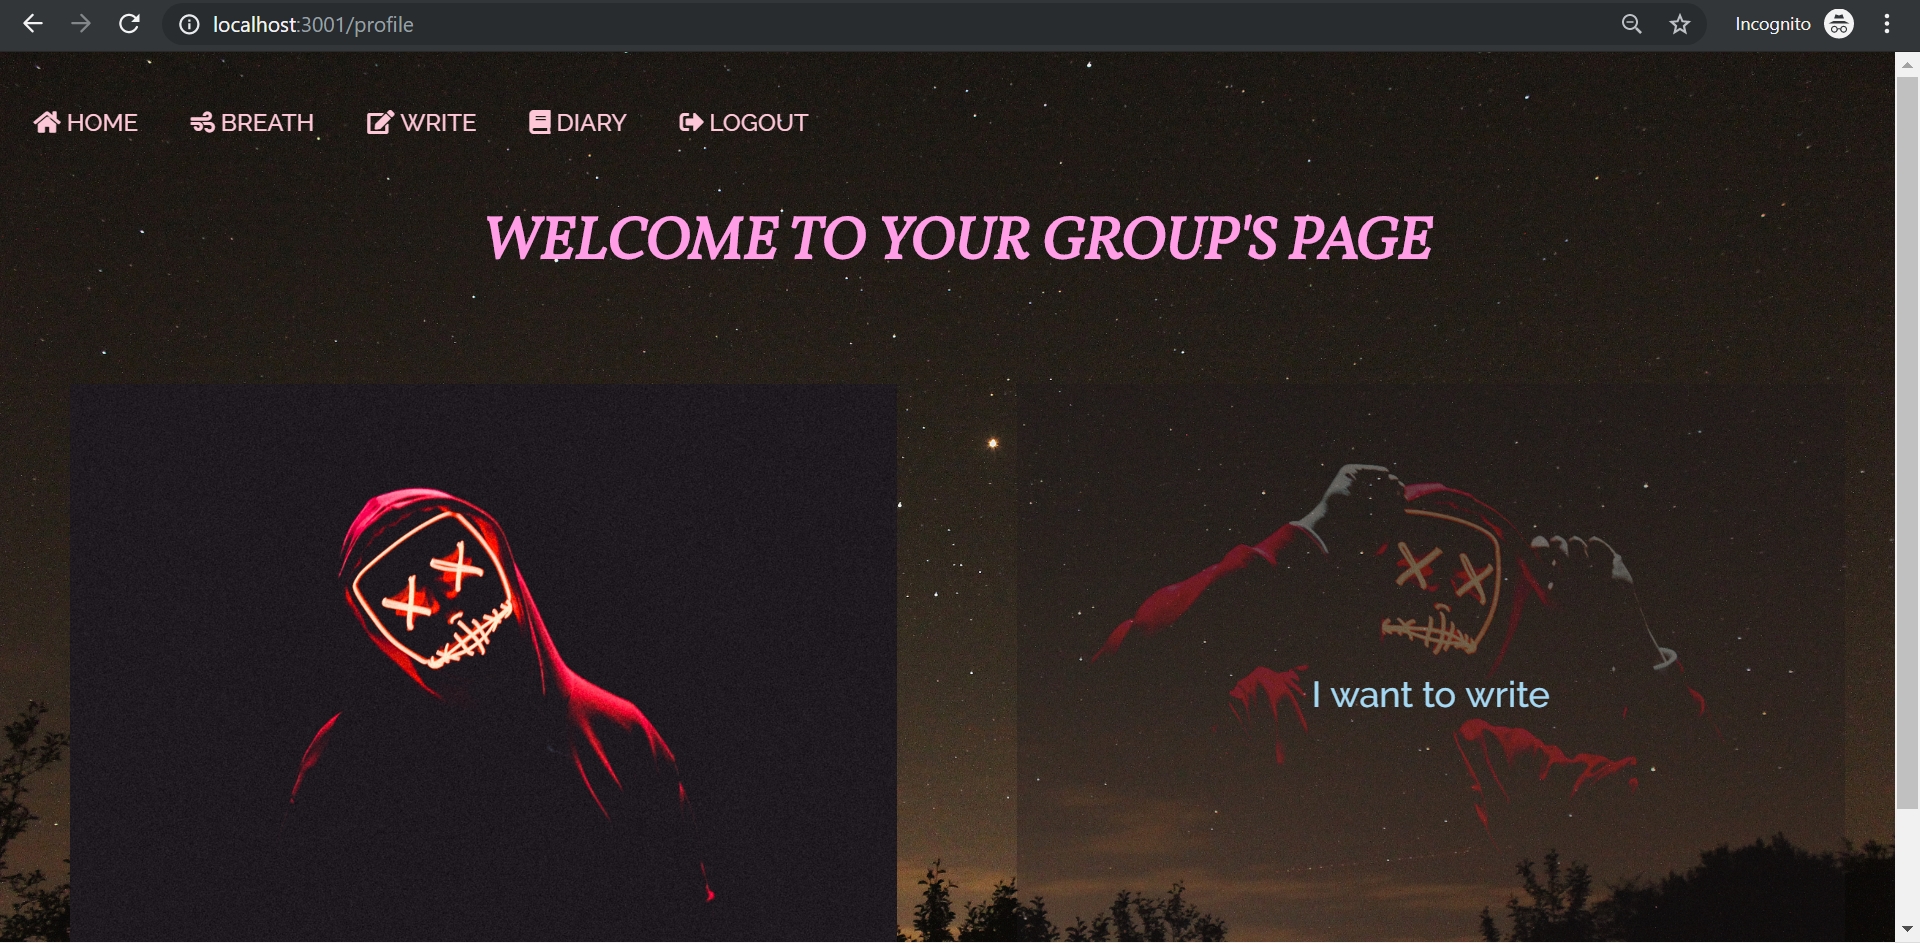 localhost:3001/profile
Incognito
HOME BREATH WRITE DIARY LOGOUT
WELCOME TO YOUR GROUP'S PAGE
I want to write